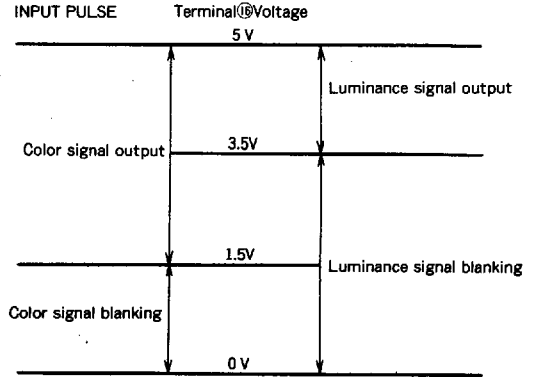 INPUT PULSE Terminal⑯Voltage
5 V
Luminance signal output
Color signal output
3.5V
1.5V
Luminance signal blanking
Color signal blanking
0 V